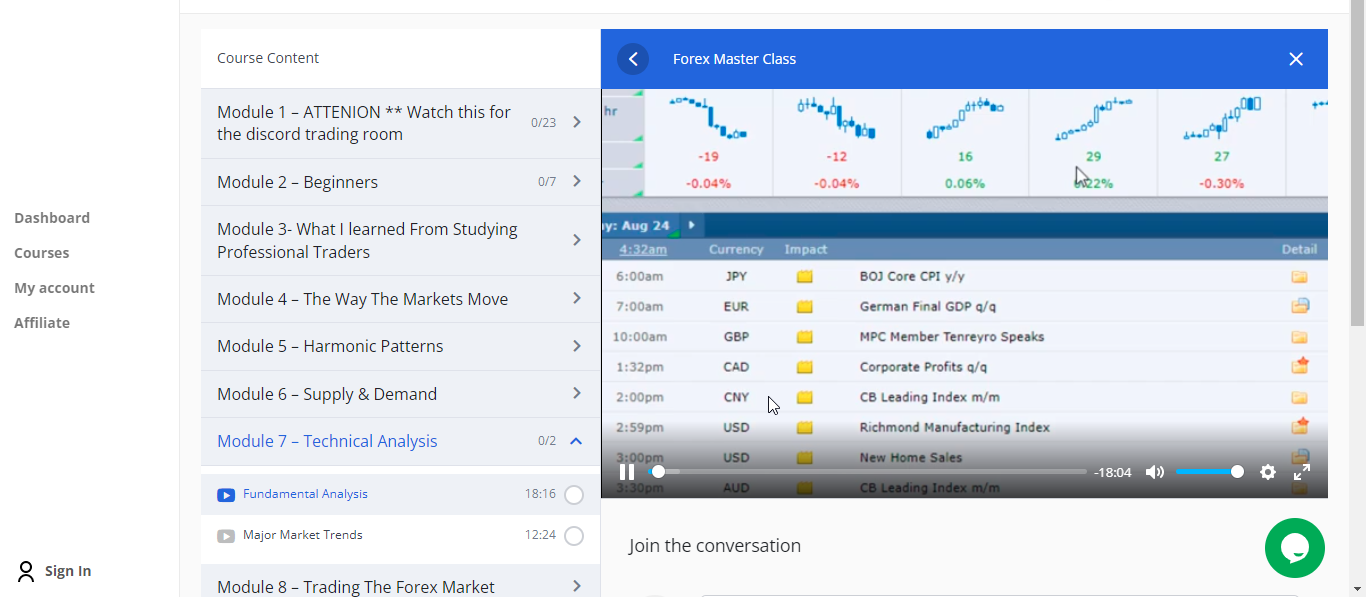 Course Content
Forex Master Class
Module 1 – ATTENION ** Watch this for
the discord trading room
0/23
Module 2 – Beginners
0/7
Module 3- What I learned From Studying
Professional Traders
Module 4 – The Way The Markets Move
Module 5 – Harmonic Patterns
Module 6 – Supply & Demand
Module 7 – Technical Analysis
0/2
Fundamental Analysis
18:16
Major Market Trends
12:24
Module 8 – Trading The Forex Market
Dashboard
Courses
My account
Affiliate
Sign In
hr
-19 -12 16 29 27
-0.04% -0.04% 0.06% 22% -0.30%
y: Aug 24
4:32am Currency Impact Detail
6:00am JPY BOJ Core CPI y/y
7:00am EUR German Final GDP q/q
10:00am GBP MPC Member Tenreyro Speaks
1:32pm CAD Corporate Profits q/q
2:00pm CNY CB Leading Index m/m
2:59pm USD Richmond Manufacturing Index
3:00pm USD New Home Sales
-18:04
3:30pm AUD CB Leading Index m/m
Join the conversation